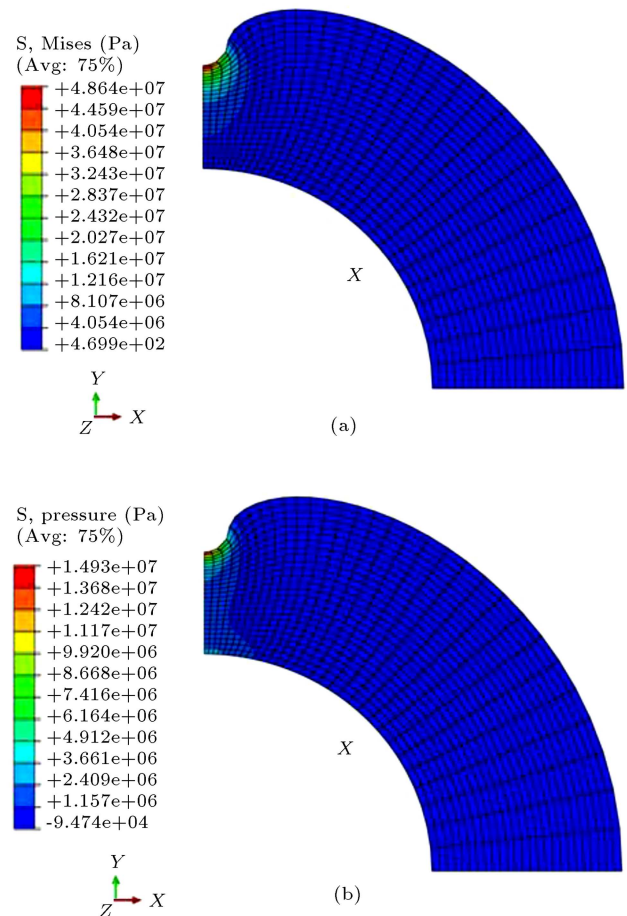 S, Mises (Pa)
(Avg: 75%)
+4.864e+07
+4.459e+07
+4.054e+07
+3.648e+07
+3.243e+07
+2.837e+07
+2.432e+07
+2.027e+07
+1.621e+07
+1.216e+07
+8.107e+06
+4.054e+06
+4.699e+02
X
Y
Z X
(a)
S, pressure (Pa)
(Avg: 75%)
+1.493e+07
+1.368e+07
+1.242e+07
+1.117e+07
+9.920e+06
+8.668e+06
+7.416e+06
+6.164e+06
+4.912e+06
+3.661e+06
+2.409e+06
+1.157e+06
-9.474e+04
X
Y
Z X
(b)